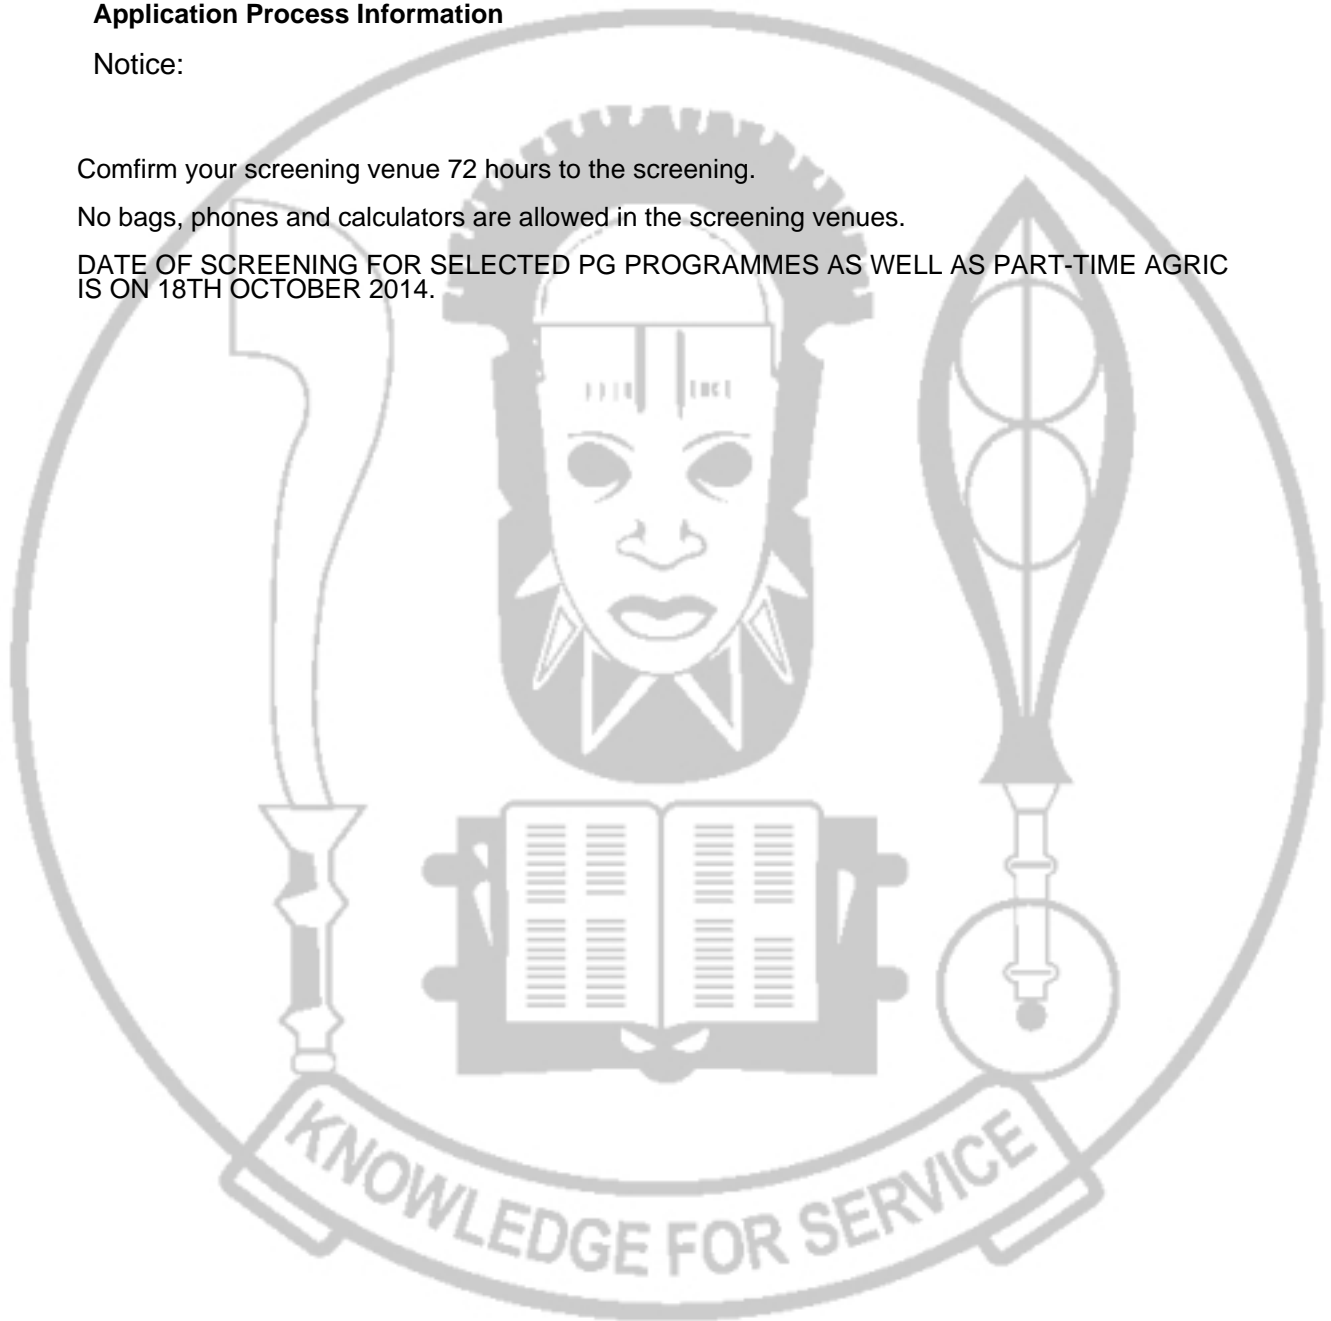 Application Process Information
Notice:
Comfirm your screening venue 72 hours to the screening.
No bags, phones and calculators are allowed in the screening venues.
DATE OF SCREENING FOR SELECTED PG PROGRAMMES AS WELL AS PART-TIME AGRIC
IS ON 18TH OCTOBER 2014.
KNOWLEDGE FOR SERVICE